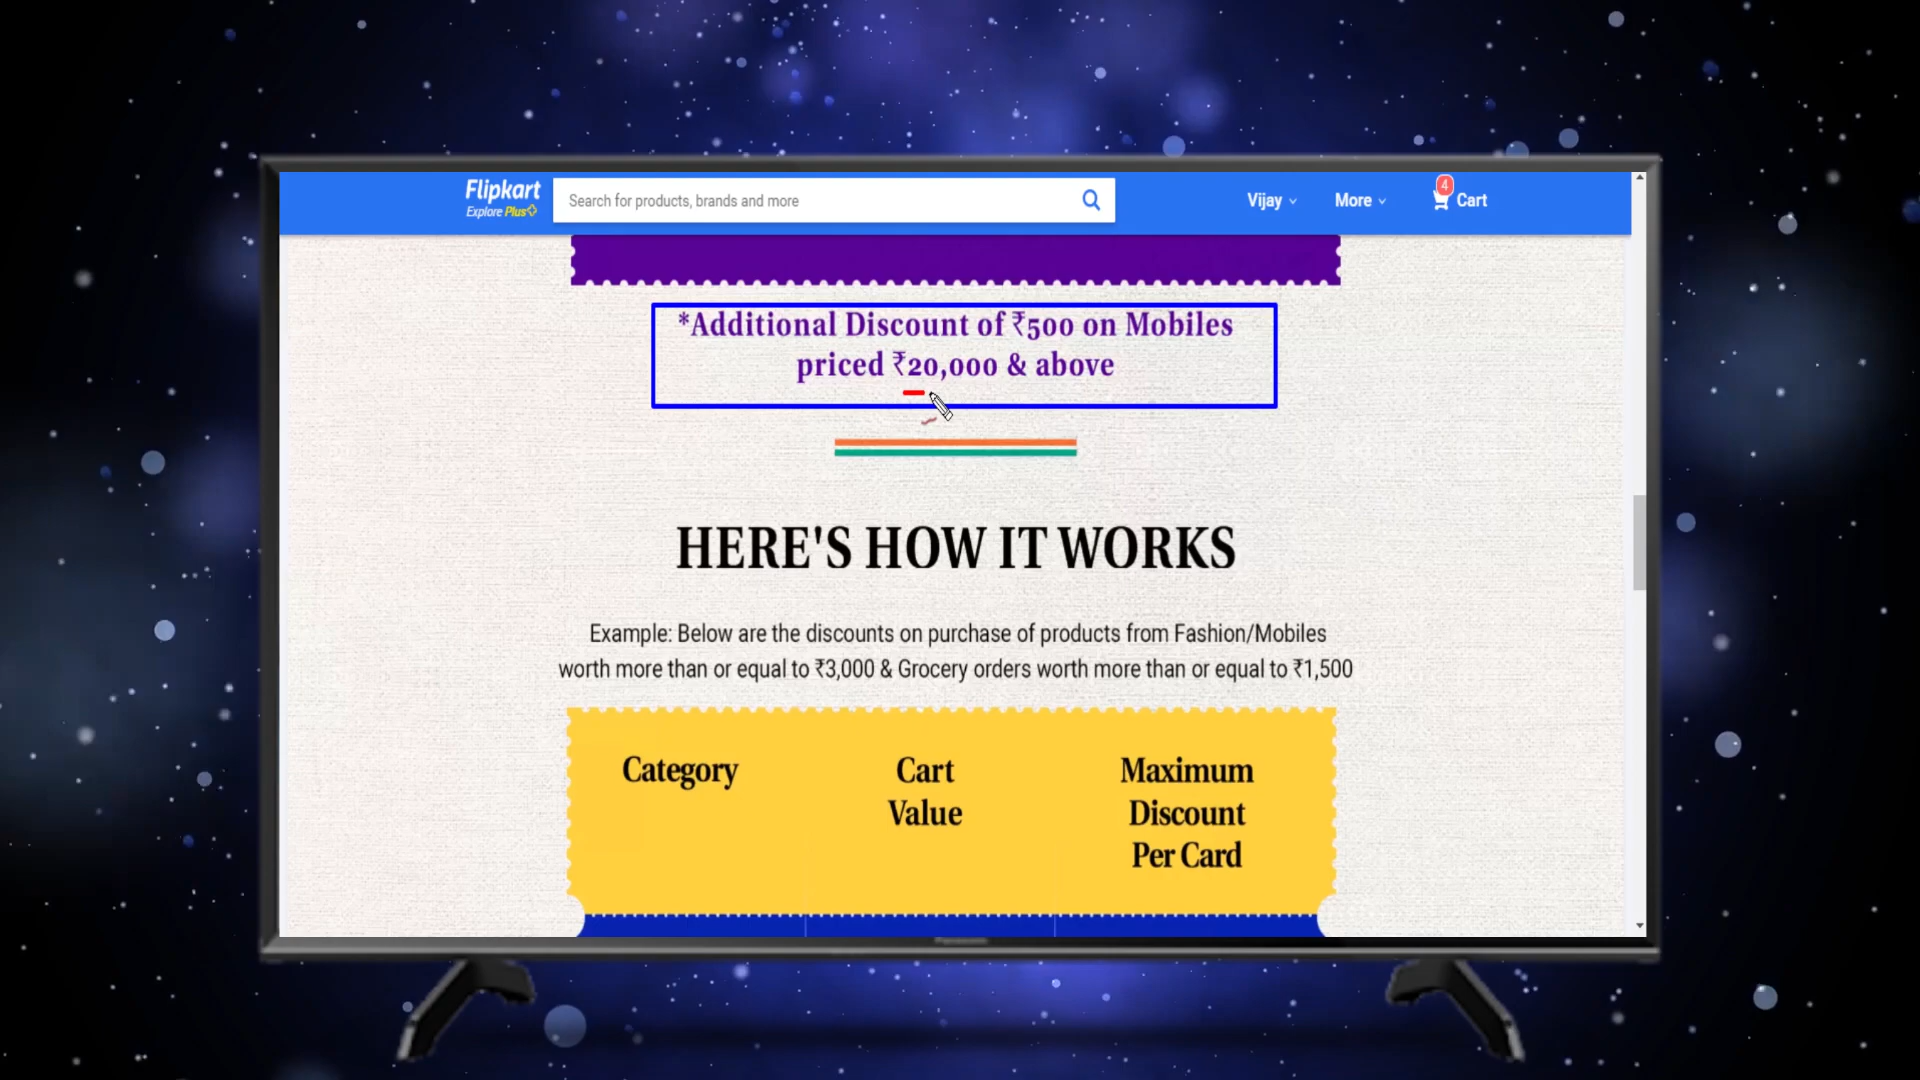 Flipkart
Explore Plus
Search for products, brands and more
Vijay
More
4
Cart
*Additional Discount of ₹500 on Mobiles
priced ₹20,000 & above
HERE'S HOW IT WORKS
Example: Below are the discounts on purchase of products from Fashion/Mobiles
worth more than or equal to ₹3,000 & Grocery orders worth more than or equal to ₹1,500
Category
Cart
Value
Maximum
Discount
Per Card